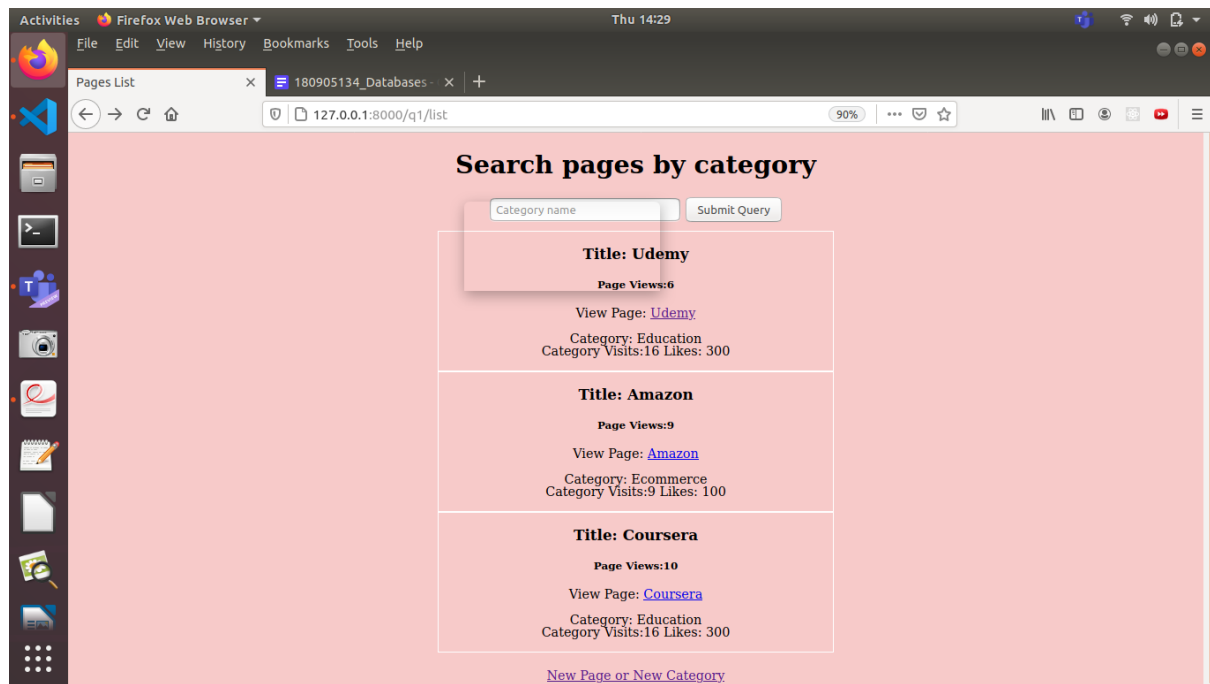 Activities Firefox Web Browser Thu 14:29
File Edit View History Bookmarks Tools Help
Pages List 180905134_Databases -
127.0.0.1:8000/q1/list 90%
Search pages by category
Category name Submit Query
Title: Udemy
Page Views:6
View Page: Udemy
Category: Education
Category Visits:16 Likes: 300
Title: Amazon
Page Views:9
View Page: Amazon
Category: Ecommerce
Category Visits:9 Likes: 100
Title: Coursera
Page Views:10
View Page: Coursera
Category: Education
Category Visits:16 Likes: 300
New Page or New Category